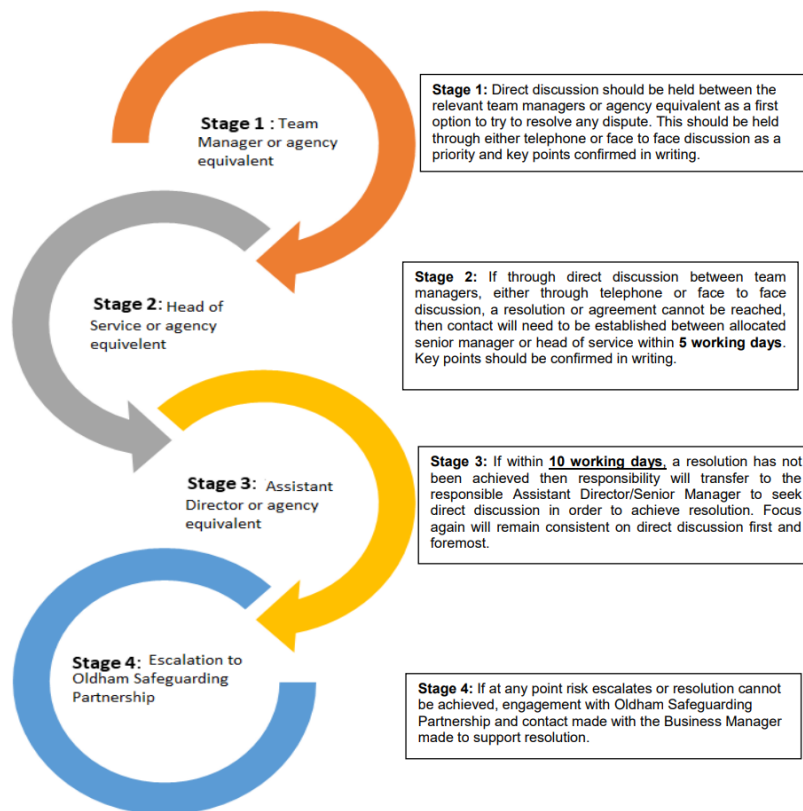 Stage 1 : Team
Manager or agency
equivalent
Stage 1: Direct discussion should be held between the
relevant team managers or agency equivalent as a first
option to try to resolve any dispute. This should be held
through either telephone or face to face discussion as a
priority and key points confirmed in writing.
Stage 2: Head of
Service or agency
equivelent
Stage 2: If through direct discussion between team
managers, either through telephone or face to face
discussion, a resolution or agreement cannot be reached,
then contact will need to be established between allocated
senior manager or head of service within 5 working days.
Key points should be confirmed in writing.
Stage 3: Assistant
Director or agency
equivalent
Stage 3: If within 10 working days, a resolution has not
been achieved then responsibility will transfer to the
responsible Assistant Director/Senior Manager to seek
direct discussion in order to achieve resolution. Focus
again will remain consistent on direct discussion first and
foremost.
Stage 4: Escalation to
Oldham Safeguarding
Partnership
Stage 4: If at any point risk escalates or resolution cannot
be achieved, engagement with Oldham Safeguarding
Partnership and contact made with the Business Manager
made to support resolution.